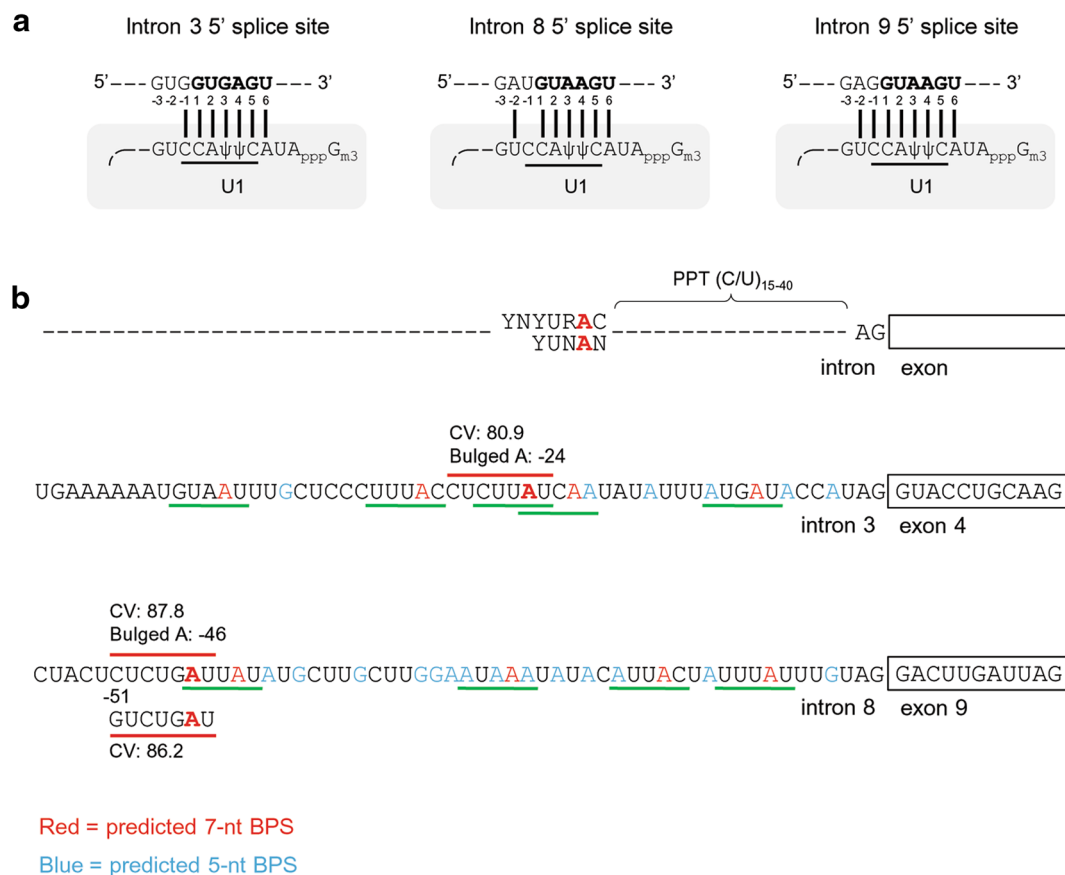 a
Intron 3 5' splice site
Intron 8 5' splice site
Intron 9 5' splice site
5'--- GUGGUGAGU --- 3'
5'--- GAUGUAAGU --- 3'
5'--- GAGGUAAGU --- 3'
-3 -2 -1 1 2 3 4 5 6
-3 -2 -1 1 2 3 4 5 6
-3 -2 -1 1 2 3 4 5 6
GUCCAψψCAUApppGm3
GUCCAψψCAUApppGm3
GUCCAψψCAUApppGm3
U1
U1
U1
b
PPT (C/U)15-40
YNYURAC
YUNAN
AG
intron exon
CV: 80.9
Bulged A: -24
UGAAAAAAUGUAAUUUGCUCCCUUUACCUCUUAUCAAUAUAUUUAUGAUACCAUAG GUACCUGCAAG
intron 3 exon 4
CV: 87.8
Bulged A: -46
CUACUCUCUGAUUAUAUGCUUGCUUGGAAUAAAUAUACAUUACUAUUUAUUUGUAG GACUUGAUUAG
-51
intron 8 exon 9
GUCUGAU
CV: 86.2
Red = predicted 7-nt BPS
Blue = predicted 5-nt BPS